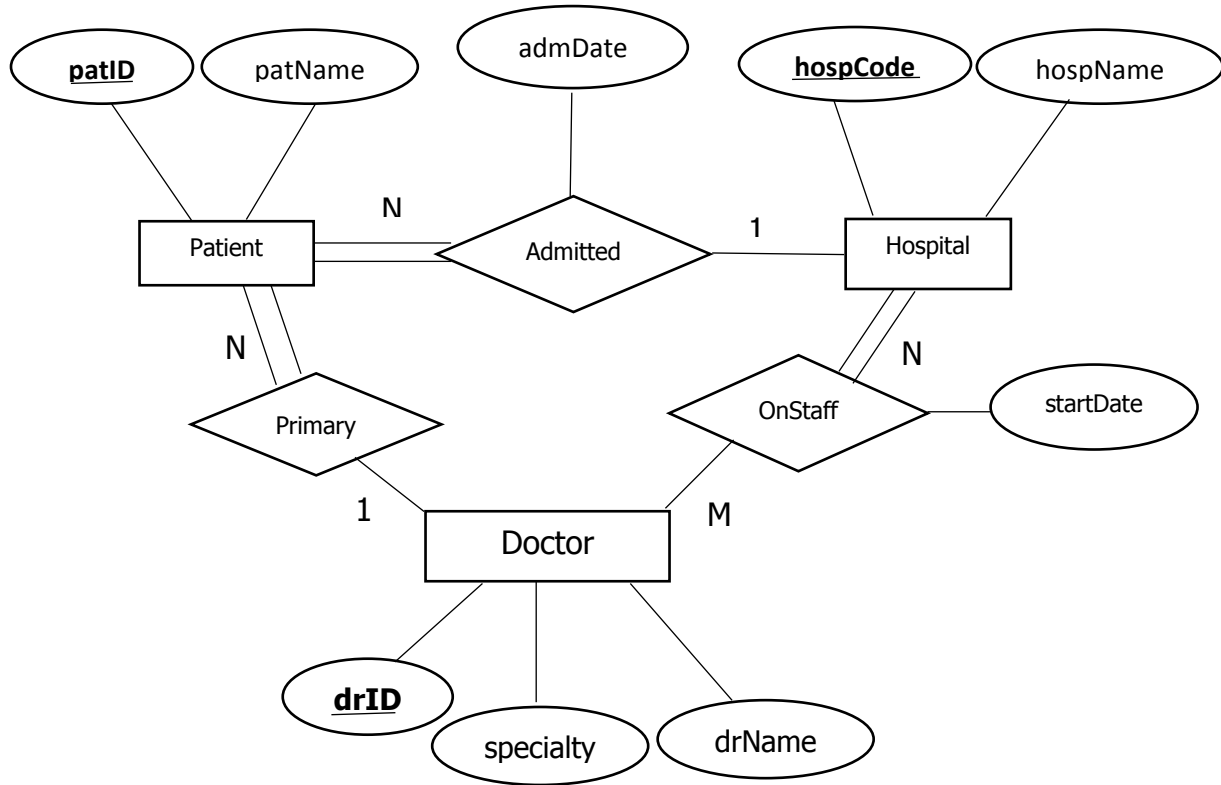 patID
patName
admDate
hospCode
hospName
N
1
Patient
Admitted
Hospital
N
N
Primary
OnStaff
startDate
1
M
Doctor
drID
specialty
drName